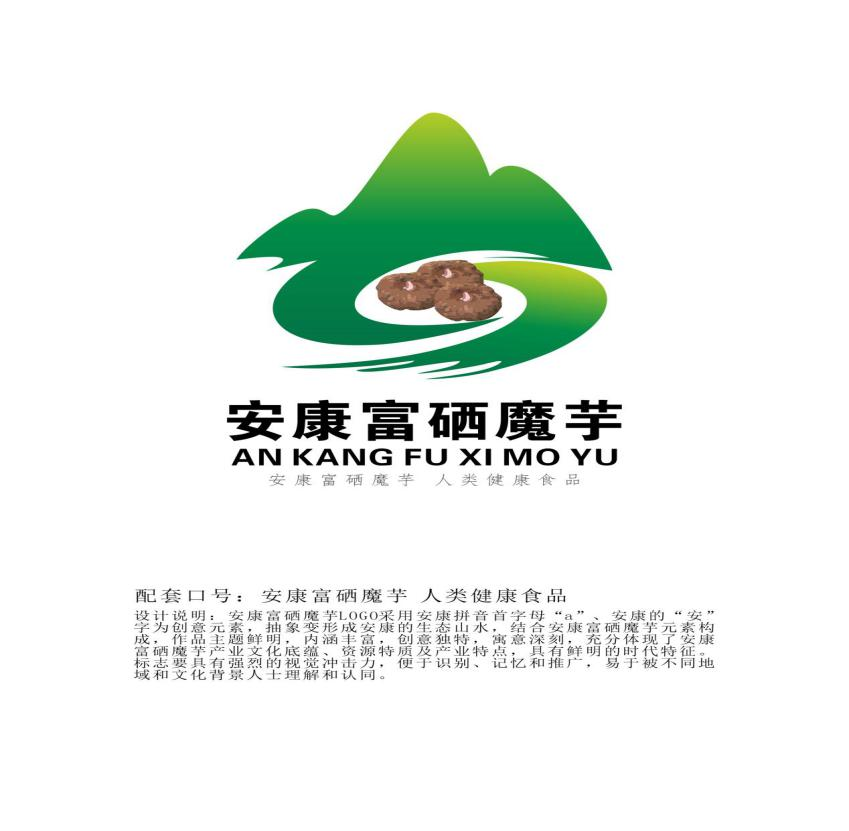 安康富硒魔芋
AN KANG FU XI MO YU
安康富硒魔芋 人类健康食品
配套口号：安康富硒魔芋 人类健康食品
设计说明：安康富硒魔芋LOGO采用安康拼音首字母“a”、安康的“安”
字为创意元素，抽象变形成安康的生态山水，结合安康富硒魔芋元素构
成，作品主题鲜明，内涵丰富，创意独特，寓意深刻，充分体现了安康
富硒魔芋产业文化底蕴、资源特质及产业特点，具有鲜明的时代特征。
标志要具有强烈的视觉冲击力，便于识别、记忆和推广，易于被不同地
域和文化背景人士理解和认同。